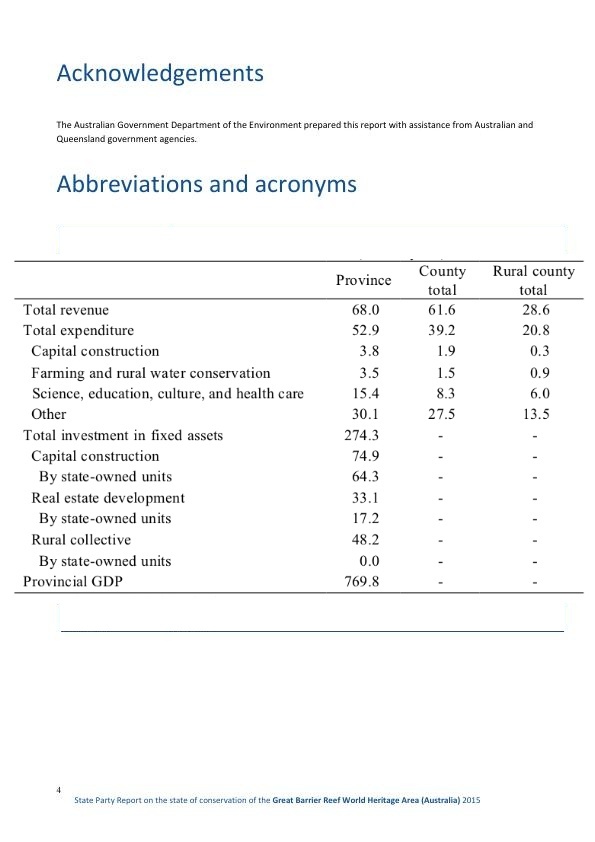 Acknowledgements
The Australian Government Department of the Environment prepared this report with assistance from Australian and
Queensland government agencies.
Abbreviations and acronyms
Province County total Rural county total
Total revenue 68.0 61.6 28.6
Total expenditure 52.9 39.2 20.8
Capital construction 3.8 1.9 0.3
Farming and rural water conservation 3.5 1.5 0.9
Science, education, culture, and health care 15.4 8.3 6.0
Other 30.1 27.5 13.5
Total investment in fixed assets 274.3 - -
Capital construction 74.9 - -
By state-owned units 64.3 - -
Real estate development 33.1 - -
By state-owned units 17.2 - -
Rural collective 48.2 - -
By state-owned units 0.0 - -
Provincial GDP 769.8 - -
4
State Party Report on the state of conservation of the Great Barrier Reef World Heritage Area (Australia) 2015